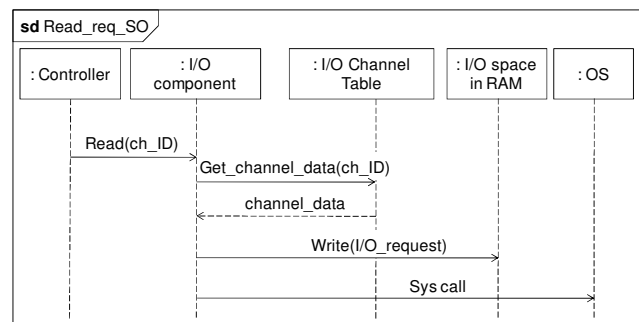 sd Read_req_SO
: Controller
: I/O
component
: I/O Channel
Table
: I/O space
in RAM
: OS
Read(ch_ID)
Get_channel_data(ch_ID)
channel_data
Write(I/O_request)
Sys call